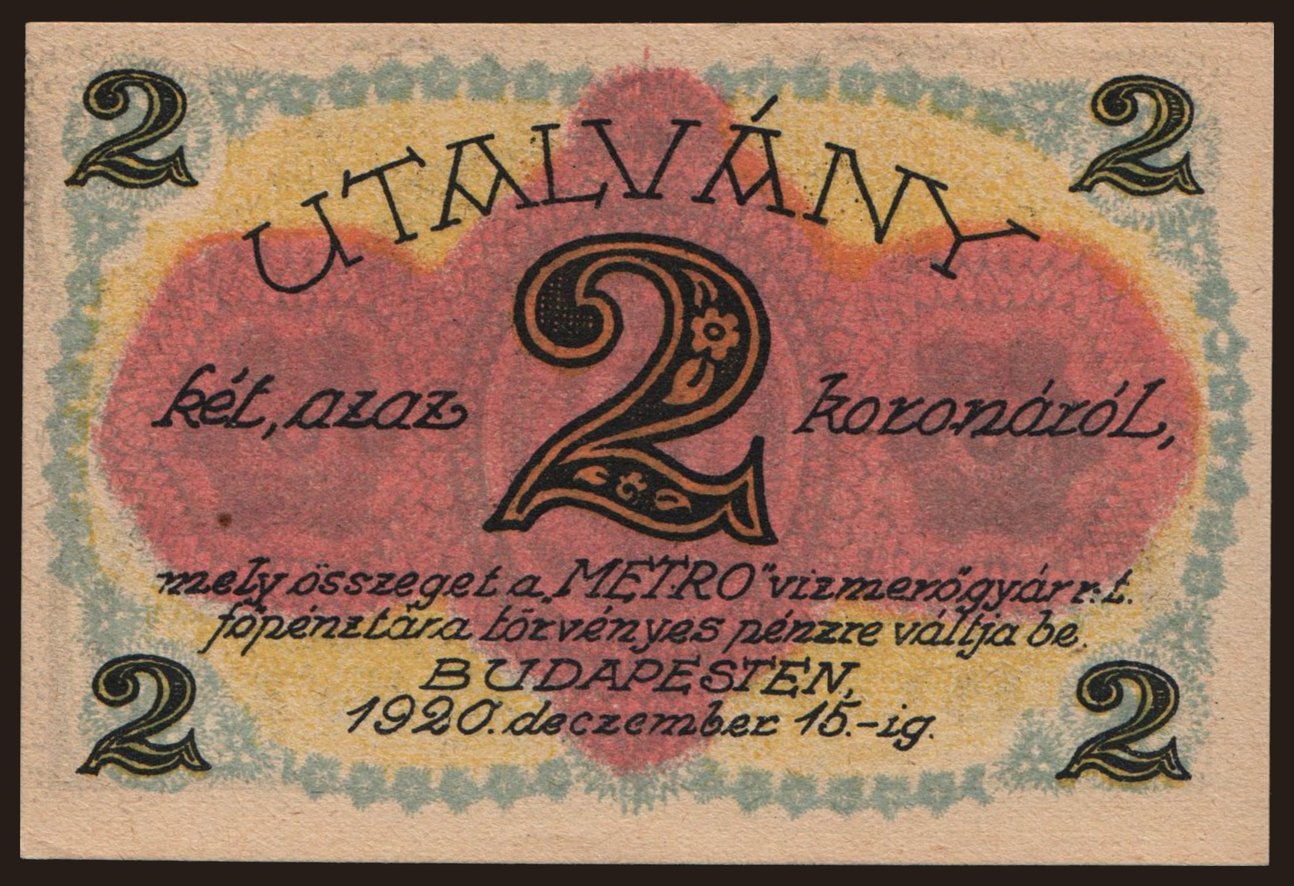 2 2
UTALVÁNY
két, azaz 2 koronáról,
mely összeget a „METRO" vizmerőgyár r.t.
főpénztára törvényes pénzre váltja be.
BUDAPESTEN,
1920. deczember 15.-ig.
2 2